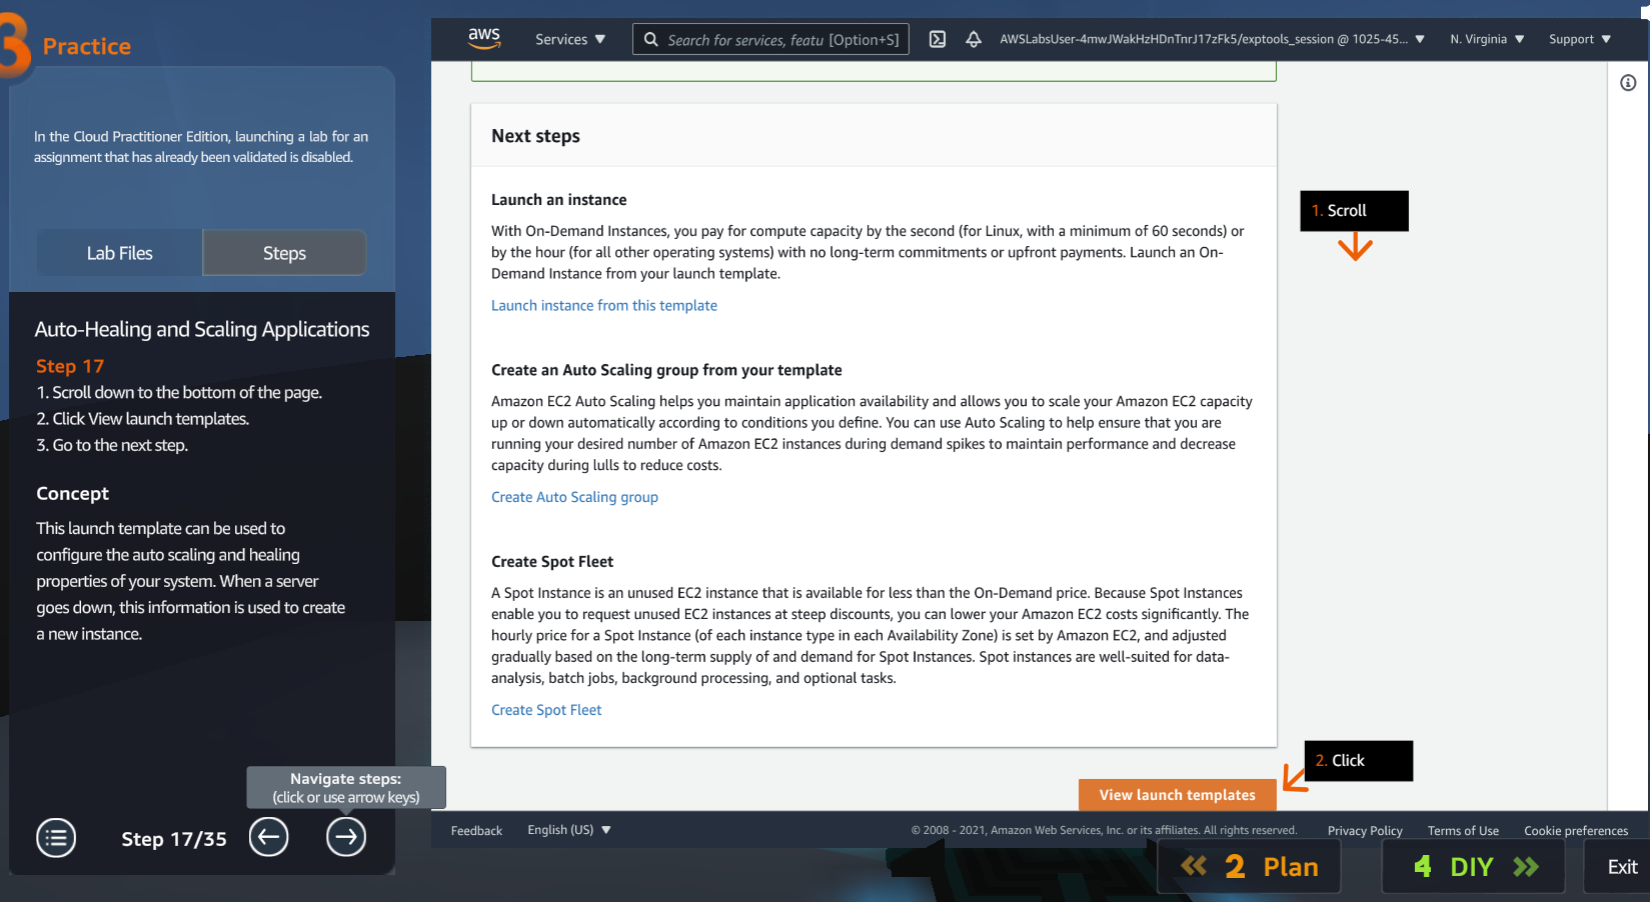 3 Practice
In the Cloud Practitioner Edition, launching a lab for an
assignment that has already been validated is disabled.
Lab Files
Steps
Auto-Healing and Scaling Applications
Step 17
1. Scroll down to the bottom of the page.
2. Click View launch templates.
3. Go to the next step.
Concept
This launch template can be used to
configure the auto scaling and healing
properties of your system. When a server
goes down, this information is used to create
a new instance.
Navigate steps:
(click or use arrow keys)
Step 17/35
aws
Services
Search for services, featu [Option+S]
AWSLabsUser-4mwJWakHzHDnTnrJ17zFk5/exptools_session @ 1025-45...
N. Virginia
Support
Next steps
Launch an instance
With On-Demand Instances, you pay for compute capacity by the second (for Linux, with a minimum of 60 seconds) or
by the hour (for all other operating systems) with no long-term commitments or upfront payments. Launch an On-
Demand Instance from your launch template.
Launch instance from this template
Create an Auto Scaling group from your template
Amazon EC2 Auto Scaling helps you maintain application availability and allows you to scale your Amazon EC2 capacity
up or down automatically according to conditions you define. You can use Auto Scaling to help ensure that you are
running your desired number of Amazon EC2 instances during demand spikes to maintain performance and decrease
capacity during lulls to reduce costs.
Create Auto Scaling group
Create Spot Fleet
A Spot Instance is an unused EC2 instance that is available for less than the On-Demand price. Because Spot Instances
enable you to request unused EC2 instances at steep discounts, you can lower your Amazon EC2 costs significantly. The
hourly price for a Spot Instance (of each instance type in each Availability Zone) is set by Amazon EC2, and adjusted
gradually based on the long-term supply of and demand for Spot Instances. Spot instances are well-suited for data-
analysis, batch jobs, background processing, and optional tasks.
Create Spot Fleet
1. Scroll
2. Click
View launch templates
Feedback
English (US)
© 2008 - 2021, Amazon Web Services, Inc. or its affiliates. All rights reserved.
Privacy Policy
Terms of Use
Cookie preferences
2 Plan
4 DIY
Exit